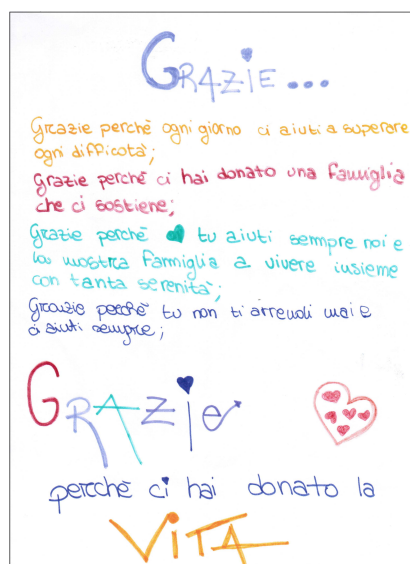 GRAZIE...
Grazie perchè ogni giorno ci aiuti a superare
ogni difficotà;
Grazie perchè ci hai donato una famiglia
che ci sostiene;
Grazie perchè tu aiuti sempre noi e
la nostra famiglia a vivere insieme
con tanta serenità;
Grazie perchè tu non ti arrendi mai e
ci aiuti sempre;
GRAZIE
perchè ci hai donato la
VITA